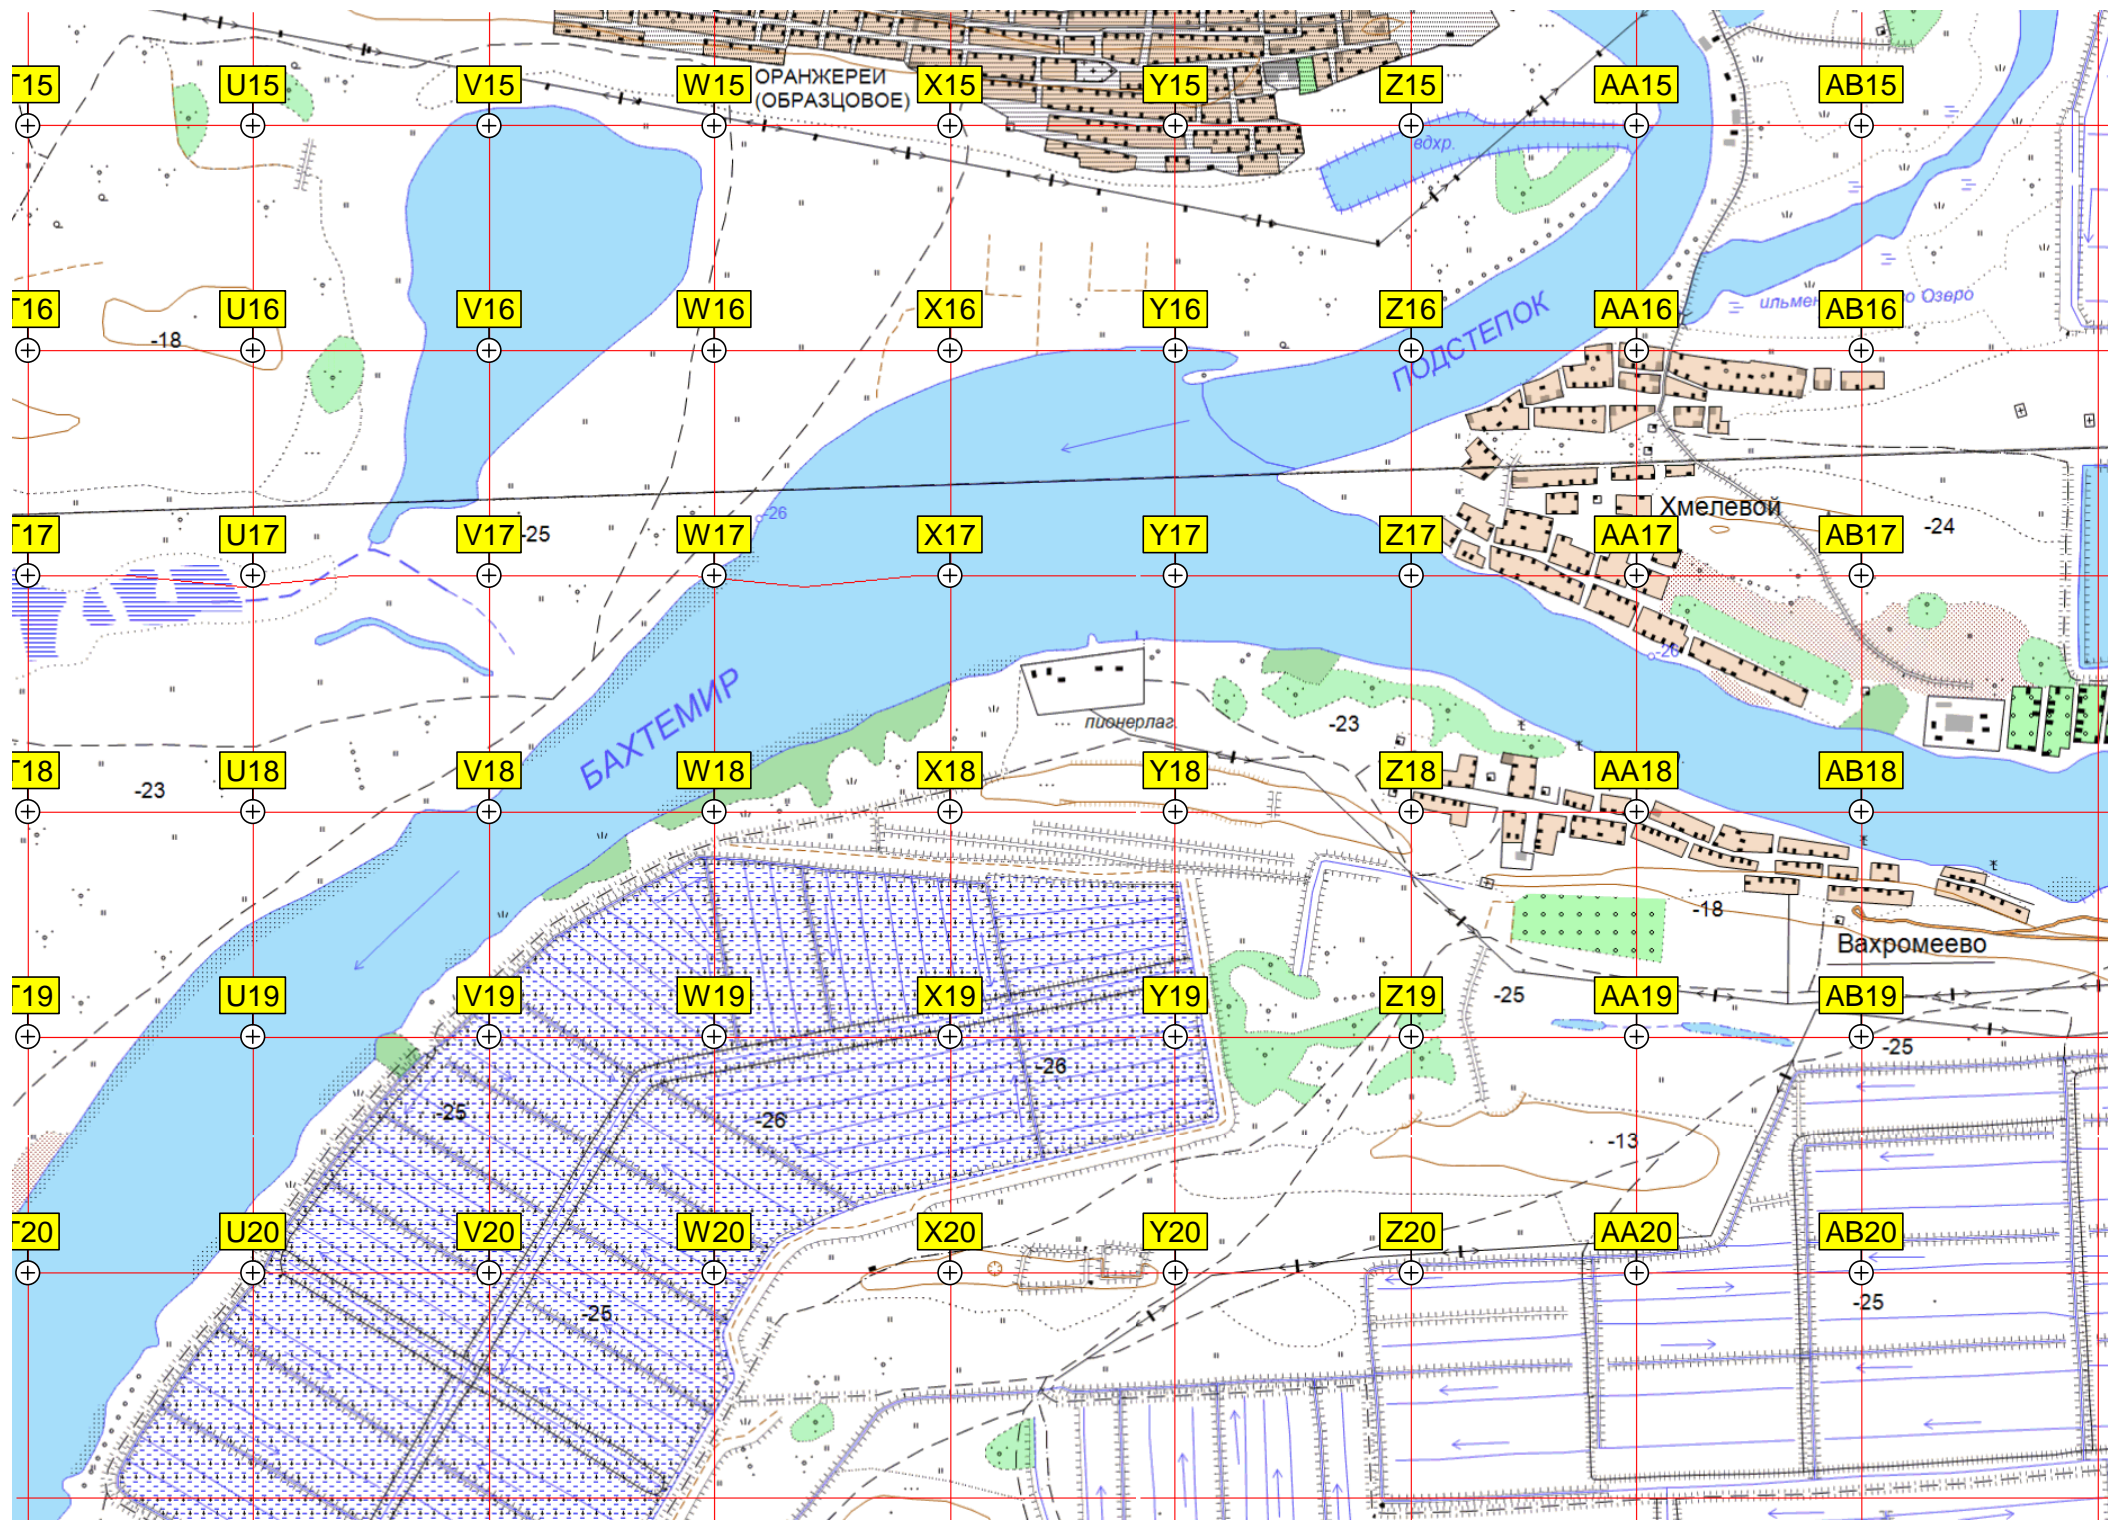 ОРАНЖЕРЕИ
(ОБРАЗЦОВОЕ)
T15 U15 V15 W15 X15 Y15 Z15 AA15 AB15
вдхр.
T16 U16 V16 W16 X16 Y16 Z16 AA16 AB16
Озеро
-18
ПОДСТЕПОК
Хмелевой
-26
-24
T17 U17 V17 -25 W17 X17 Y17 Z17 AA17 AB17
-26
БАХТЕМИР
пионерлаг.
-23
T18 U18 V18 W18 X18 Y18 Z18 AA18 AB18
-23
-18
Вахромеево
T19 U19 V19 W19 X19 Y19 Z19 -25 AA19 AB19
-25
-26
-25
-26
-13
T20 U20 V20 W20 X20 Y20 Z20 AA20 AB20
-25
-25